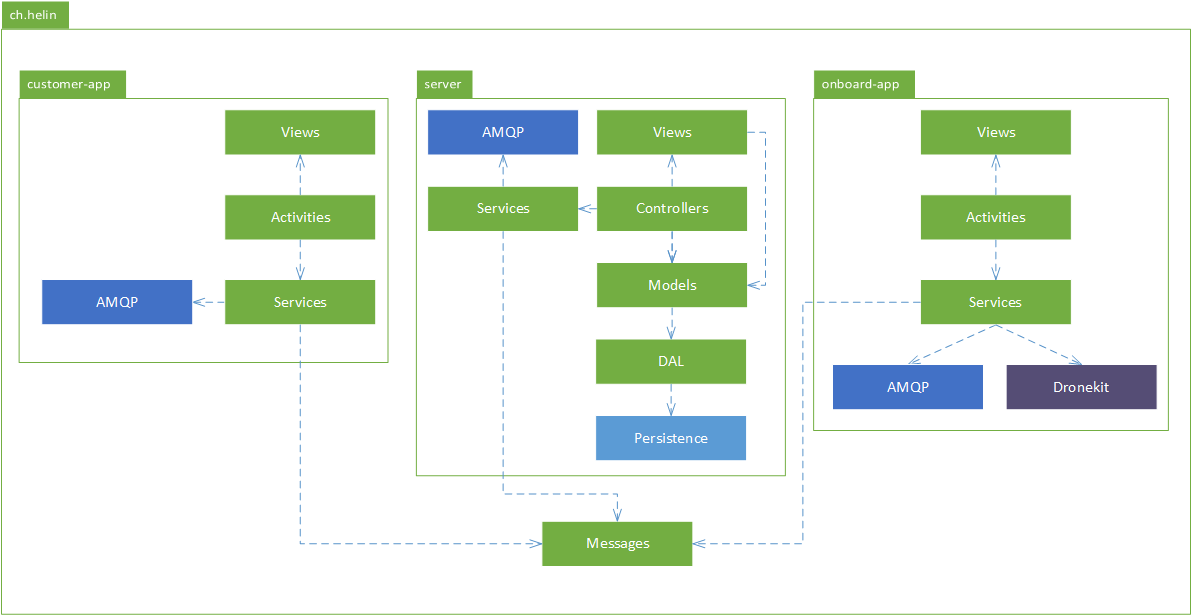 ch.helin
customer-app
Views
Activities
AMQP
Services
server
AMQP
Views
Services
Controllers
Models
DAL
Persistence
onboard-app
Views
Activities
Services
AMQP
Dronekit
Messages